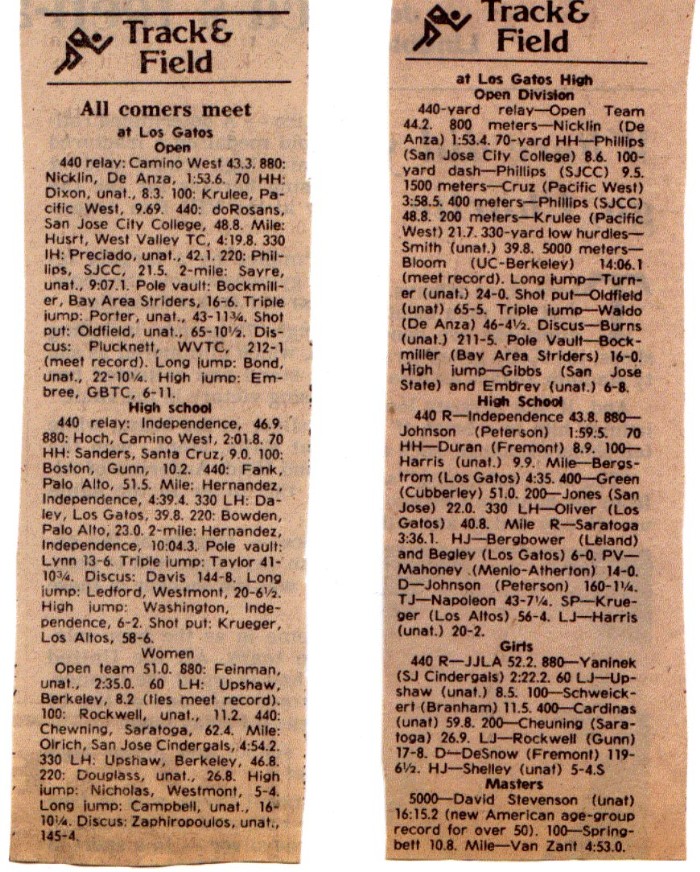 Track&
Field
All comers meet
at Los Gatos
Open
440 relay: Camino West 43.3. 880:
Nicklin, De Anza, 1:53.6. 70 HH:
Dixon, unat., 8.3. 100: Krulee, Pa-
cific West, 9.69. 440: doRosans,
San Jose City College, 48.8. Mile:
Husrt, West Valley TC, 4:19.8. 330
IH: Preciado, unat., 42.1. 220: Phil-
lips, SJCC, 21.5. 2-mile: Sayre,
unat., 9:07.1. Pole vault: Bockmill-
er, Bay Area Striders, 16-6. Triple
jump: Porter, unat., 43-11¾. Shot
put: Oldfield, unat., 65-10½. Dis-
cus: Plucknett, WVTC, 212-1
(meet record). Long jump: Bond,
unat., 22-10¼. High jump: Em-
bree, GBTC, 6-11.
High school
440 relay: Independence, 46.9.
880: Hoch, Camino West, 2:01.8. 70
HH: Sanders, Santa Cruz, 9.0. 100:
Boston, Gunn, 10.2. 440: Fank,
Palo Alto, 51.5. Mile: Hernandez,
Independence, 4:39.4. 330 LH: Da-
ley, Los Gatos, 39.8. 220: Bowden,
Palo Alto, 23.0. 2-mile: Hernandez,
Independence, 10:04.3. Pole vault:
Lynn 13-6. Triple jump: Taylor 41-
10¾. Discus: Davis 144-8. Long
jump: Ledford, Westmont, 20-6½.
High jump: Washington, Inde-
pendence, 6-2. Shot put: Krueger,
Los Altos, 58-6.
Women
Open team 51.0. 880: Feinman,
unat., 2:35.0. 60 LH: Upshaw,
Berkeley, 8.2 (ties meet record).
100: Rockwell, unat., 11.2. 440:
Chewning, Saratoga, 62.4. Mile:
Olrich, San Jose Cindergals, 4:54.2.
330 LH: Upshaw, Berkeley, 46.8.
220: Douglass, unat., 26.8. High
jump: Nicholas, Westmont, 5-4.
Long jump: Campbell, unat., 16-
10¼. Discus: Zaphiropoulos, unat.,
145-4.
Track&
Field
at Los Gatos High
Open Division
440-yard relay—Open Team
44.2. 800 meters—Nicklin (De
Anza) 1:53.4. 70-yard HH—Phillips
(San Jose City College) 8.6. 100-
yard dash—Phillips (SJCC) 9.5.
1500 meters—Cruz (Pacific West)
3:58.5. 400 meters—Phillips (SJCC)
48.8. 200 meters—Krulee (Pacific
West) 21.7. 330-yard low hurdles—
Smith (unat.) 39.8. 5000 meters—
Bloom (UC-Berkeley) 14:06.1
(meet record). Long jump—Turn-
er (unat.) 24-0. Shot put—Oldfield
(unat) 65-5. Triple jump—Waldo
(De Anza) 46-4½. Discus—Burns
(unat.) 211-5. Pole Vault—Bock-
miller (Bay Area Striders) 16-0.
High jump—Gibbs (San Jose
State) and Embrey (unat.) 6-8.
High School
440 R—Independence 43.8. 880—
Johnson (Peterson) 1:59.5. 70
HH—Duran (Fremont) 8.9. 100—
Harris (unat.) 9.9. Mile—Bergs-
trom (Los Gatos) 4:35. 400—Green
(Cubberley) 51.0. 200—Jones (San
Jose) 22.0. 330 LH—Oliver (Los
Gatos) 40.8. Mile R—Saratoga
3:36.1. HJ—Bergbower (Leland)
and Begley (Los Gatos) 6-0. PV—
Mahoney (Menlo-Atherton) 14-0.
D—Johnson (Peterson) 160-1¼.
TJ—Napoleon 43-7¼. SP—Krue-
ger (Los Altos) 56-4. LJ—Harris
(unat.) 20-2.
Girls
440 R—JJLA 52.2. 880—Yaninek
(SJ Cindergals) 2:22.2. 60 LJ—Up-
shaw (unat.) 8.5. 100—Schweick-
ert (Branham) 11.5. 400—Cardinas
(unat) 59.8. 200—Cheuning (Sara-
toga) 26.9. LJ—Rockwell (Gunn)
17-8. D—DeSnow (Fremont) 119-
6½. HJ—Shelley (unat) 5-4.S
Masters
5000—David Stevenson (unat)
16:15.2 (new American age-group
record for over 50). 100—Spring-
bett 10.8. Mile—Van Zant 4:53.0.